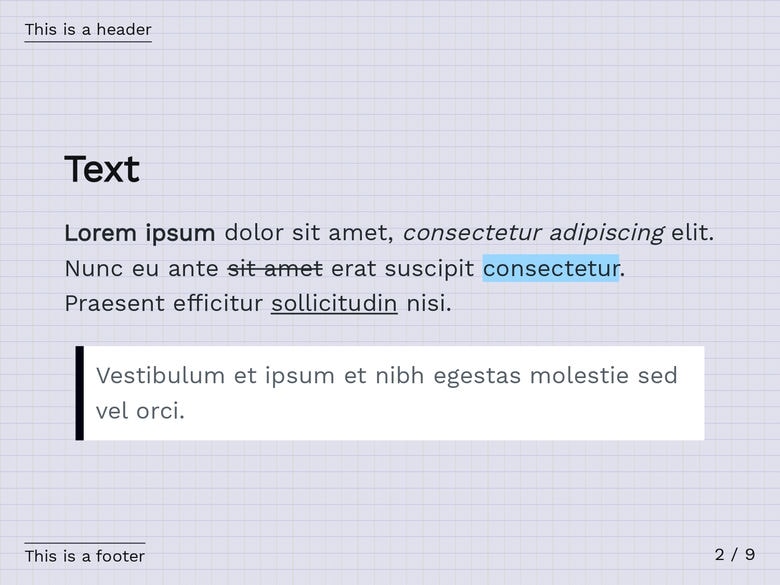 This is a header
Text
Lorem ipsum dolor sit amet, consectetur adipiscing elit.
Nunc eu ante sit amet erat suscipit consectetur.
Praesent efficitur sollicitudin nisi.
Vestibulum et ipsum et nibh egestas molestie sed
vel orci.
This is a footer
2 / 9